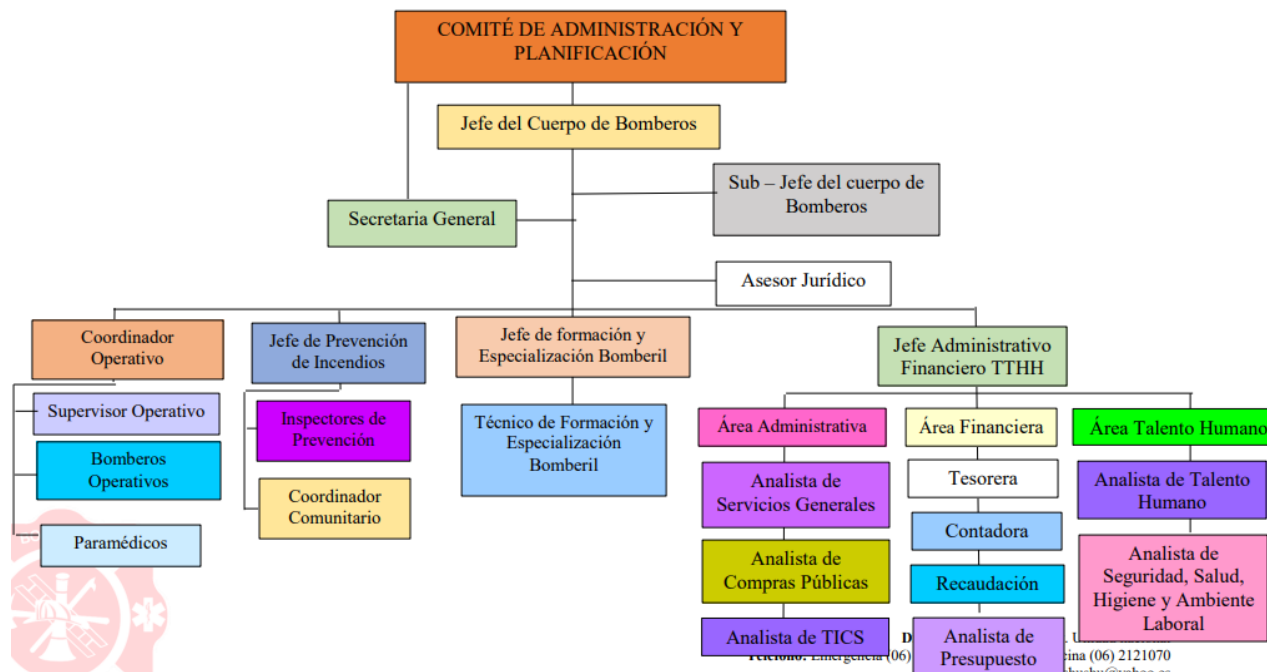 COMITÉ DE ADMINISTRACIÓN Y
PLANIFICACIÓN
Jefe del Cuerpo de Bomberos
Sub – Jefe del cuerpo de
Bomberos
Secretaria General
Asesor Jurídico
Coordinador
Operativo
Jefe de Prevención
de Incendios
Jefe de formación y
Especialización Bomberil
Jefe Administrativo
Financiero TTHH
Supervisor Operativo
Bomberos
Operativos
Paramédicos
Inspectores de
Prevención
Coordinador
Comunitario
Técnico de Formación y
Especialización
Bomberil
Área Administrativa
Analista de
Servicios Generales
Analista de
Compras Públicas
Analista de TICS
Área Financiera
Tesorera
Contadora
Recaudación
Analista de
Presupuesto
Área Talento Humano
Analista de Talento
Humano
Analista de
Seguridad, Salud,
Higiene y Ambiente
Laboral
(06) 2121070